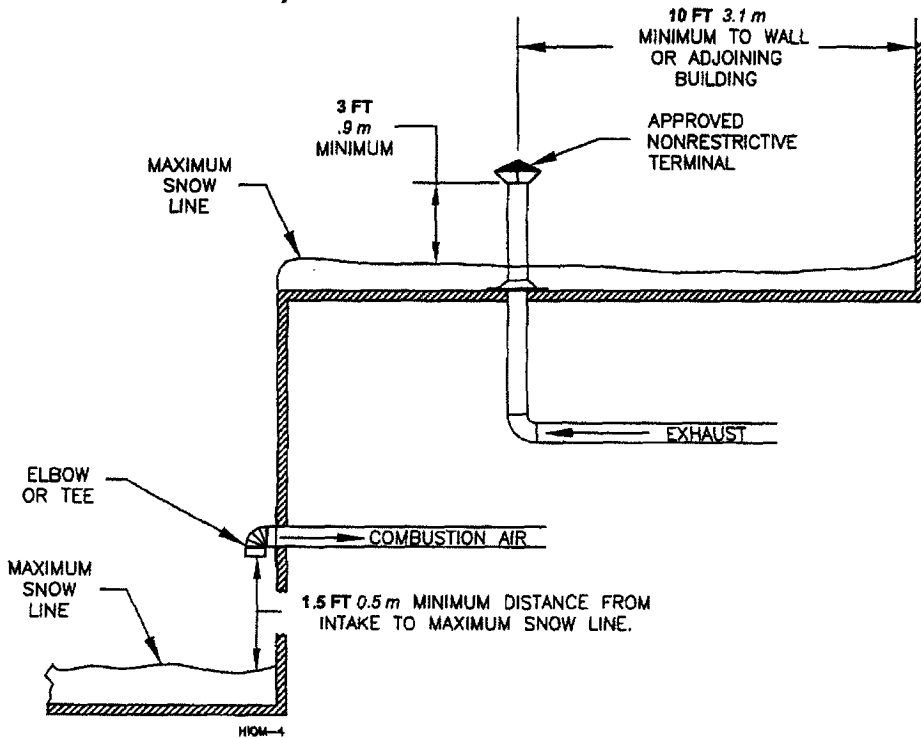 10 FT 3.1 m
MINIMUM TO WALL
OR ADJOINING
BUILDING
3 FT
.9 m
MINIMUM
APPROVED
NONRESTRICTIVE
TERMINAL
MAXIMUM
SNOW
LINE
EXHAUST
ELBOW
OR TEE
COMBUSTION AIR
MAXIMUM
SNOW
LINE
1.5 FT 0.5 m MINIMUM DISTANCE FROM
INTAKE TO MAXIMUM SNOW LINE.
HIOM-4